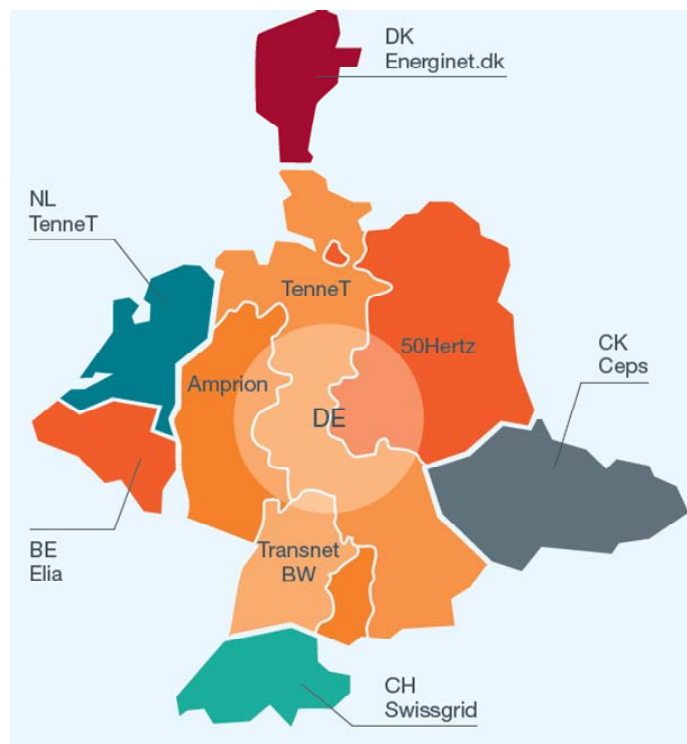 DK
Energinet.dk
NL
TenneT
TenneT
50Hertz
CK
Ceps
Amprion
DE
BE
Elia
Transnet
BW
CH
Swissgrid